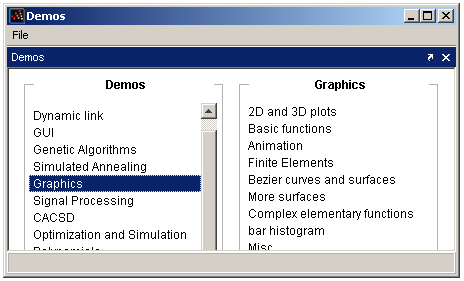 Demos
File
Demos
Demos
Dynamic link
GUI
Genetic Algorithms
Simulated Annealing
Graphics
Signal Processing
CACSD
Optimization and Simulation
Polynomials
Graphics
2D and 3D plots
Basic functions
Animation
Finite Elements
Bezier curves and surfaces
More surfaces
Complex elementary functions
bar histogram
Misc